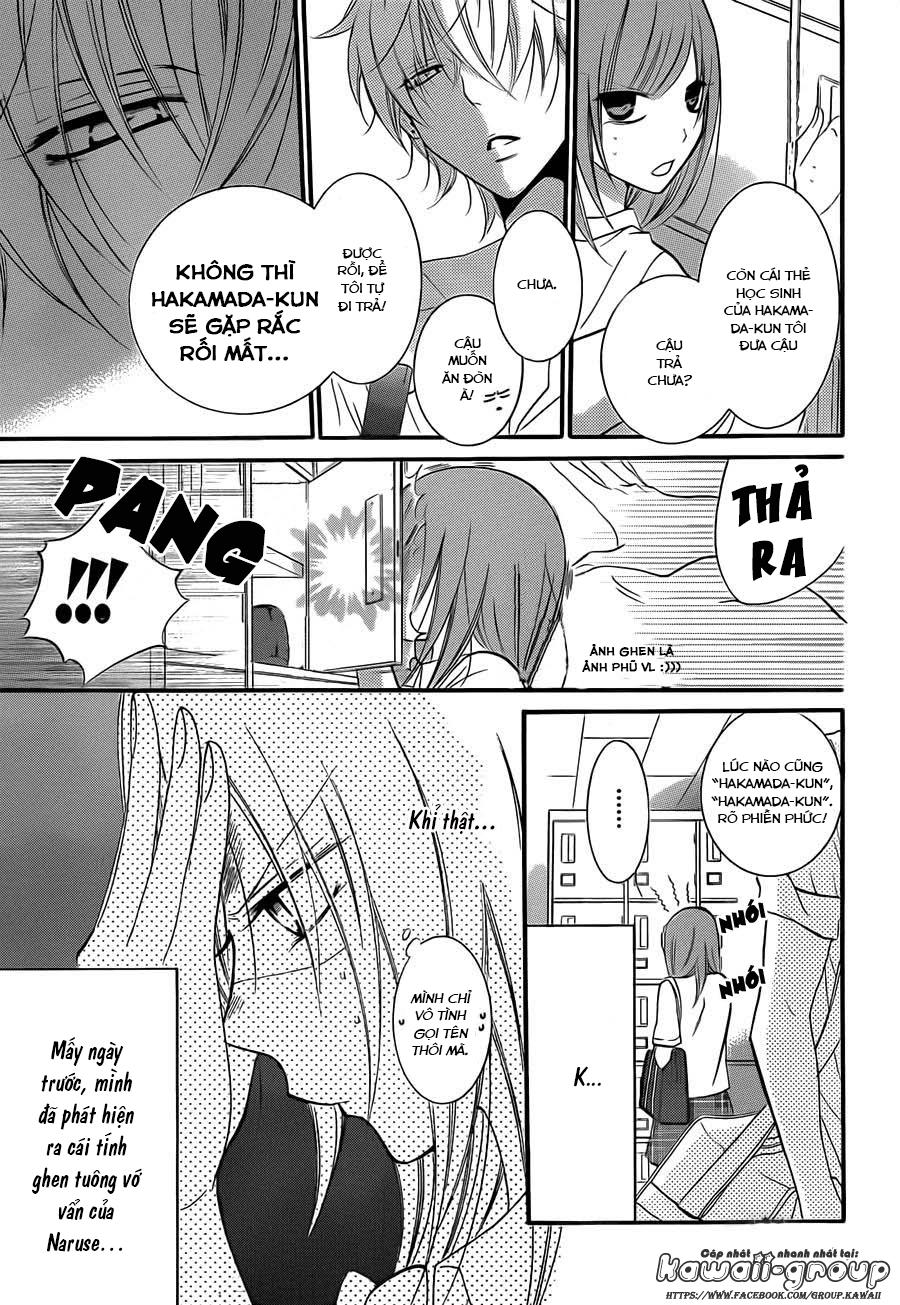 CÒN CÁI THẺ
HỌC SINH
CỦA HAKAMA-
DA-KUN TÔI
ĐƯA CẬU
CẬU
TRẢ
CHƯA?
CHƯA.
CẬU
MUỐN
ĂN ĐÒN
À!
ĐƯỢC
RỒI, ĐỂ
TÔI TỰ
ĐI TRẢ!
KHÔNG THÌ
HAKAMADA-KUN
SẼ GẶP RẮC
RỐI MẤT...
THẢ
RA
PANG
!!!
ẢNH GHEN LÀ
ẢNH PHŨ VL :)))
LÚC NÀO CŨNG
"HAKAMADA-KUN",
"HAKAMADA-KUN".
RÕ PHIỀN PHỨC!
......
NHÓI
NHÓI
K...
Khỉ thật...
MÌNH CHỈ
VÔ TÌNH
GỌI TÊN
THÔI MÀ.
Mấy ngày
trước, mình
đã phát hiện
ra cái tính
ghen tuông vớ
vẩn của
Naruse...
Cập nhât nhanh nhất tại:
kawaii-group
HTTPS://WWW.FACEBOOK.COM/GROUP.KAWAII